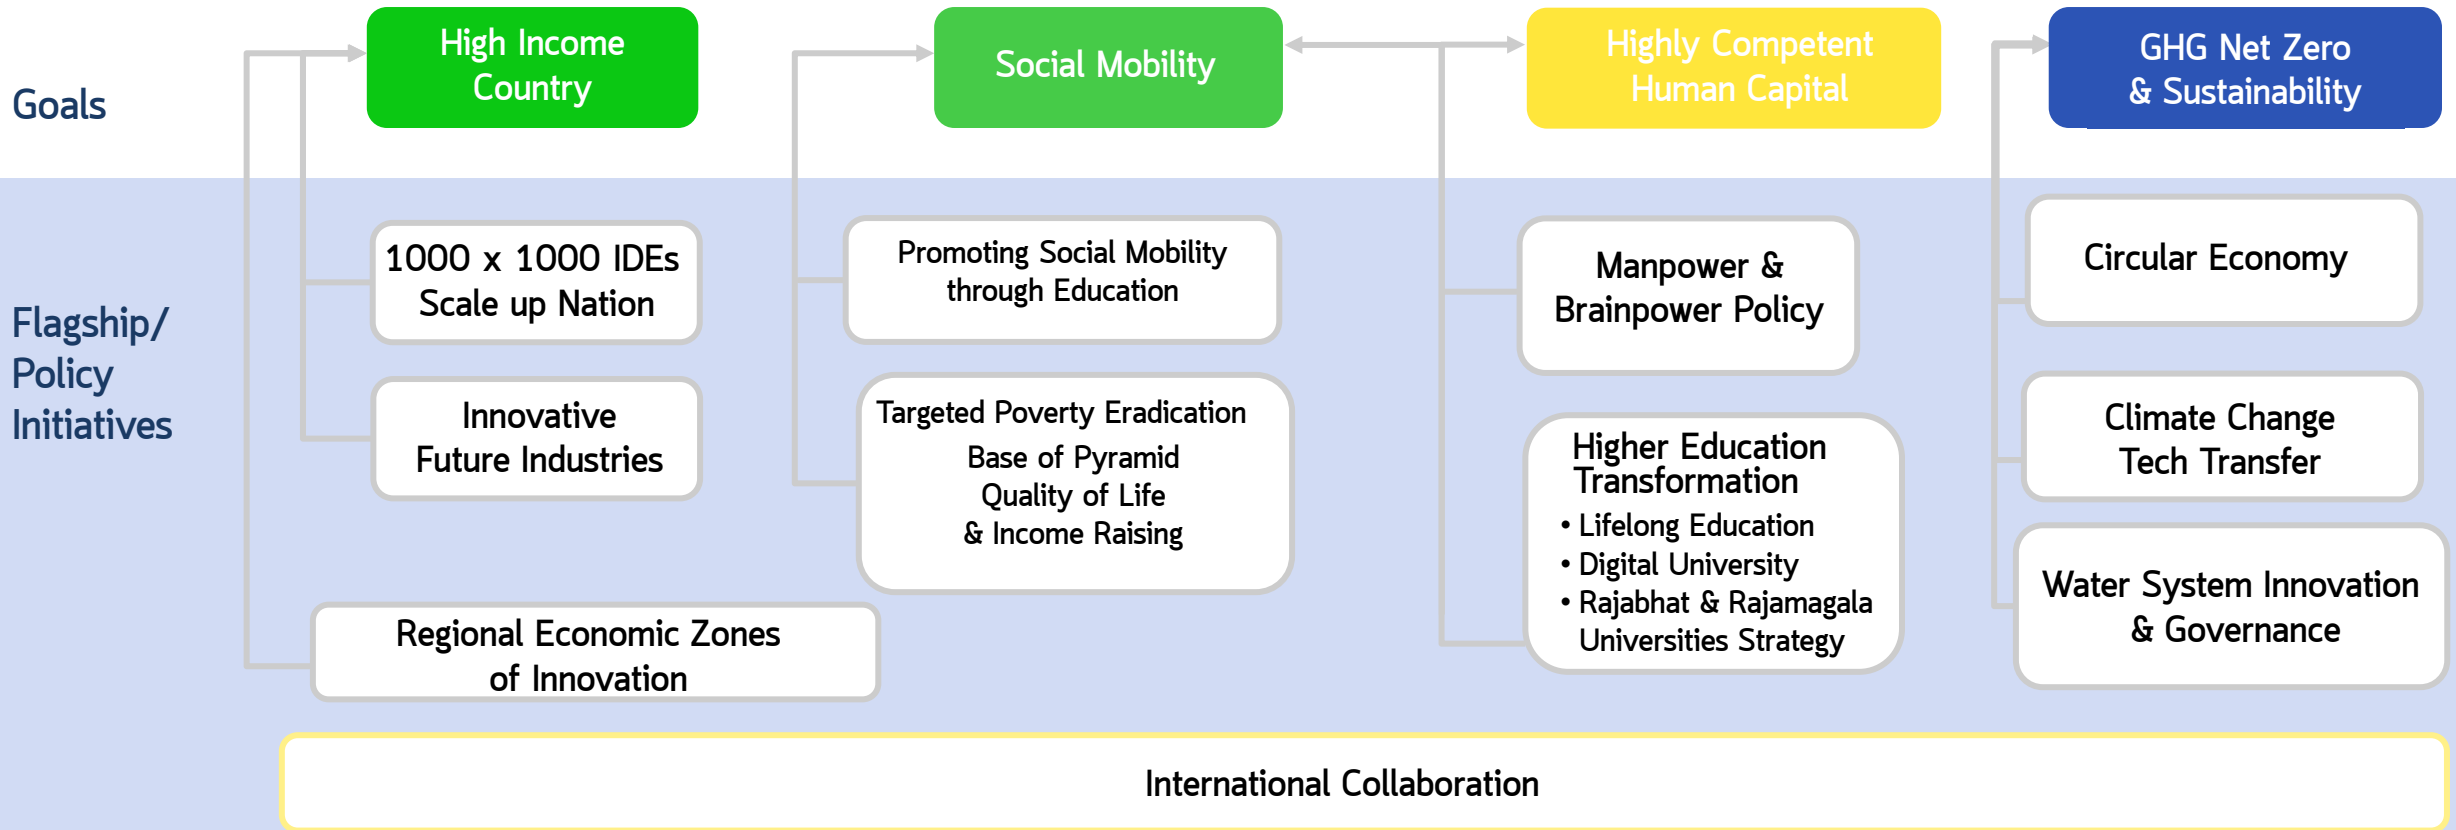 Goals
High Income
Country
Social Mobility
Highly Competent
Human Capital
GHG Net Zero
& Sustainability
Flagship/
Policy
Initiatives
1000 x 1000 IDEs
Scale up Nation
Innovative
Future Industries
Regional Economic Zones
of Innovation
Promoting Social Mobility
through Education
Targeted Poverty Eradication
Base of Pyramid
Quality of Life
& Income Raising
Manpower &
Brainpower Policy
Higher Education
Transformation
• Lifelong Education
• Digital University
• Rajabhat & Rajamagala
Universities Strategy
Circular Economy
Climate Change
Tech Transfer
Water System Innovation
& Governance
International Collaboration